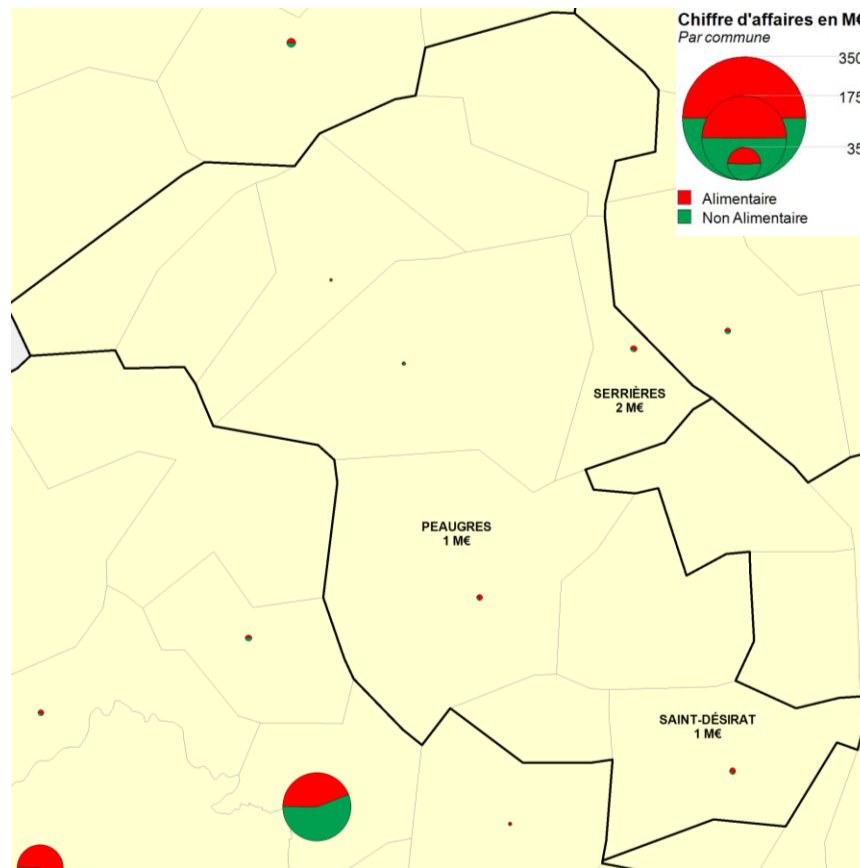 Chiffre d'affaires en M€
Par commune
350
175
35
Alimentaire
Non Alimentaire
SERRIÈRES
2 M€
PEAUGRES
1 M€
SAINT-DÉSIRAT
1 M€